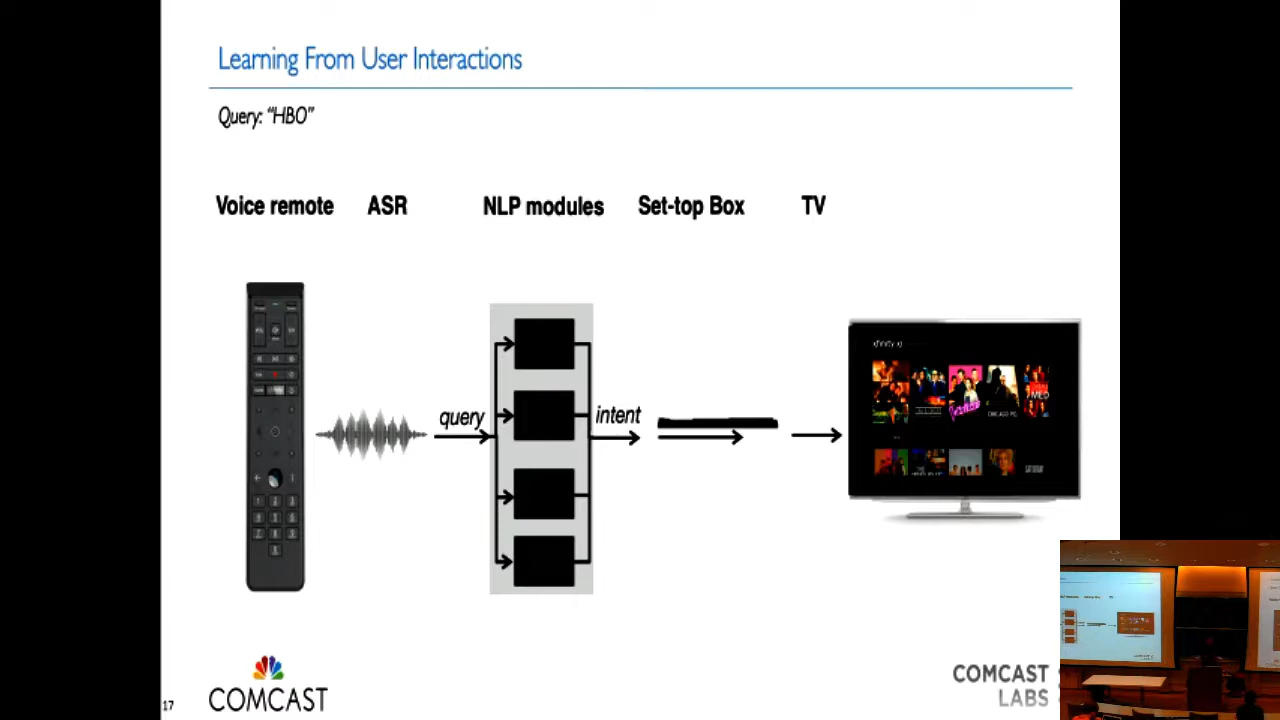 Learning From User Interactions
Query: "HBO"
Voice remote ASR NLP modules Set-top Box TV
query
intent
CHICAGO P.D.
17
COMCAST
COMCAST
LABS